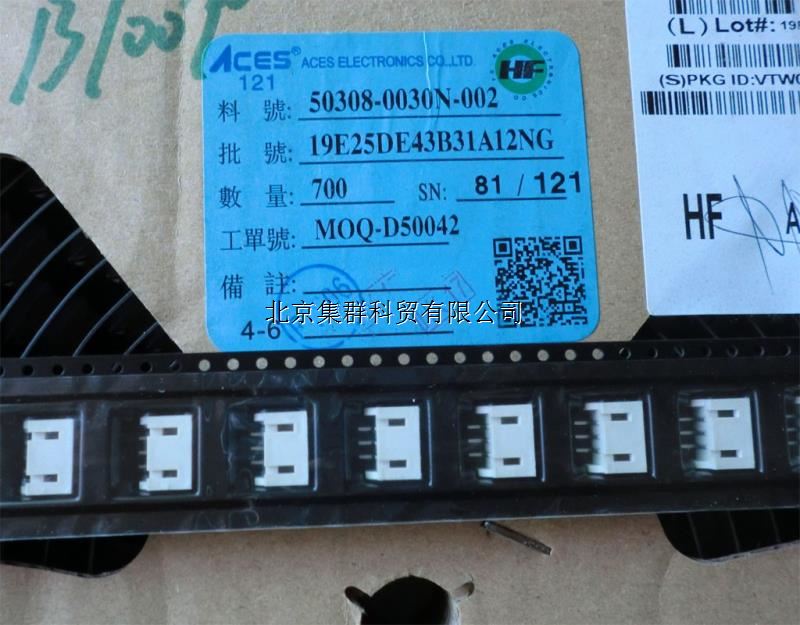 ACES® ACES ELECTRONICS CO.,LTD.
121
HF
料 號: 50308-0030N-002
批 號: 19E25DE43B31A12NG
數 量: 700 SN: 81 / 121
工單號: MOQ-D50042
備 註:
北京集群科贸有限公司
4-6
(L) Lot#:
(S)PKG ID:VTW
HF